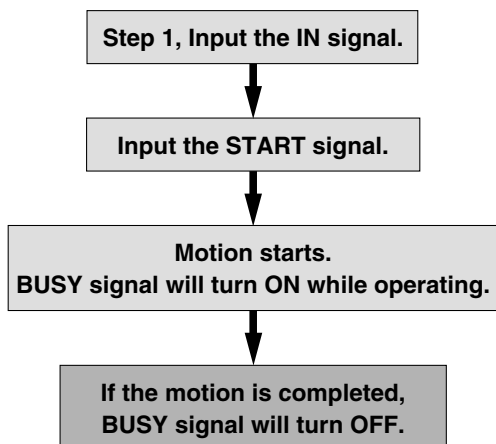 Step 1, Input the IN signal.
Input the START signal.
Motion starts.
BUSY signal will turn ON while operating.
If the motion is completed,
BUSY signal will turn OFF.